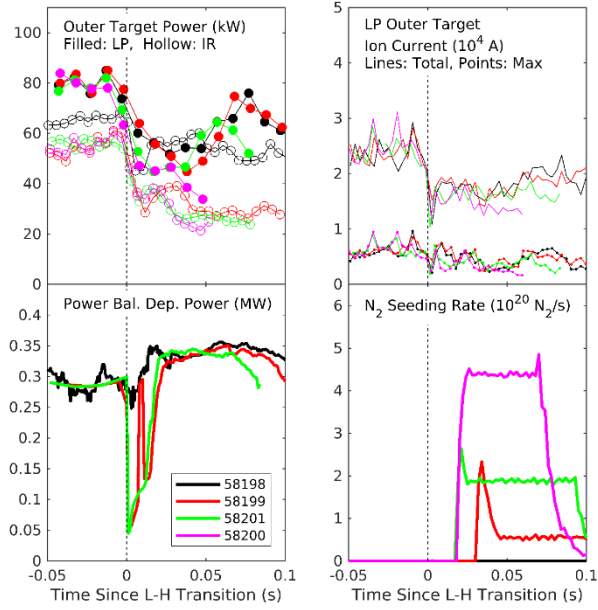 Outer Target Power (kW)
Filled: LP, Hollow: IR
100
80
60
40
20
0
LP Outer Target
Ion Current (10⁴ A)
Lines: Total, Points: Max
5
4
3
2
1
0
Power Bal. Dep. Power (MW)
0.35
0.3
0.25
0.2
0.35
0.1
0.05
0
58198
58199
58201
58200
-0.05 0 0.05 0.1
Time Since L-H Transition (s)
N₂ Seeding Rate (10²⁰ N₂/s)
6
5
4
3
2
1
0
-0.05 0 0.05 0.1
Time Since L-H Transition (s)